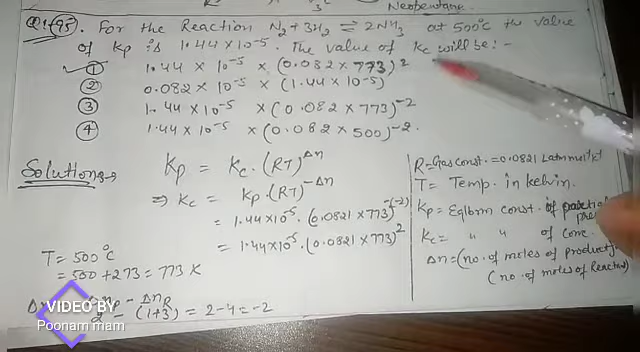 Neopentane
Q1.(95). For the Reaction N2+3H2 ⇌ 2NH3 at 500°C the value
of Kp is 1.44×10-5. The value of Kc will be:-
① 1.44 × 10-5 × (0.082×773)2
② 0.082 × 10-5 × (1.44×10-5)
③ 1.44 × 10-5 ×(0.082×773)-2
④ 1.44×10-5 ×(0.082×500)-2.
Solution→
Kp = Kc.(RT)Δn
⇒ Kc = Kp.(RT)-Δn
= 1.44×10-5.(0.0821×773)-(-2)
= 1.44×10-5.(0.0821×773)2
T= 500°C
= 500+273= 773 K
2 - (1+3) = 2-4=-2
R=Gas const.=0.0821
T= Temp. in kelvin.
Kp= Eqlbm const. of partial
Kc= " " of conc.
Δn=(no. of moles of product)-
(no. of moles of Reactant)
VIDEO BY
Poonam mam